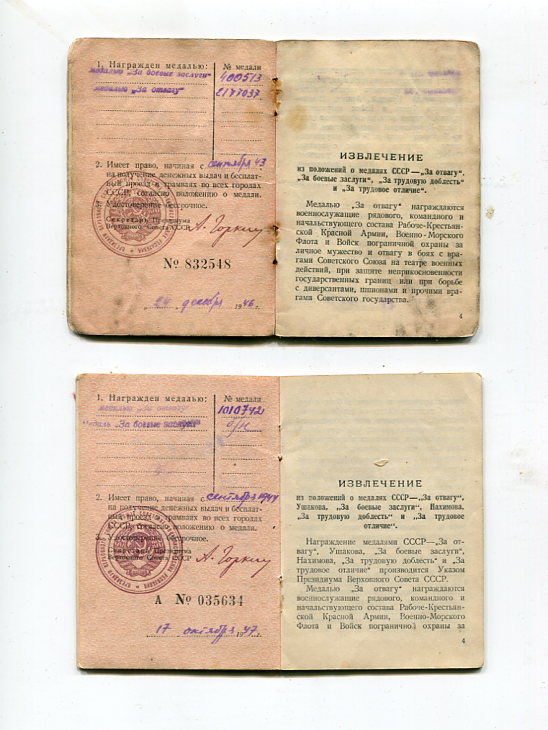 1. Награжден медалью:
№ медали
медалью „За боевые заслуги“
400513
медалью „За отвагу“
2177037
2. Имеет право, начиная с сентября 43
на получение денежных выдач и бесплат-
ный проезд в трамваях во всех городах
СССР, согласно положению о медали.
3. Удостоверение бессрочное.
Секретарь Президиума
Верховного Совета СССР А. Горкин
№ 832548
24 декабря 1946 г.
ИЗВЛЕЧЕНИЕ
из положений о медалях СССР—„За отвагу“,
„За боевые заслуги“, „За трудовую доблесть“
и „За трудовое отличие“.
Медалью „За отвагу“ награждаются
военнослужащие рядового, командного и
начальствующего состава Рабоче-Крестьян-
ской Красной Армии, Военно-Морского
Флота и Войск пограничной охраны за
личное мужество и отвагу в боях с вра-
гами Советского Союза на театре военных
действий, при защите неприкосновенности
государственных границ или при борьбе
с диверсантами, шпионами и прочими вра-
гами Советского государства.
4
1. Награжден медалью:
№ медали
медалью „За отвагу“
1010742
медаль „За боевые заслуги“
б/н
2. Имеет право, начиная с сентября 1944
на получение денежных выдач и бесплат-
ный проезд в трамваях во всех городах
СССР, согласно положению о медали.
3. Удостоверение бессрочное.
Секретарь Президиума
Верховного Совета СССР А. Горкин
А № 035634
17 октября 1947 г.
ИЗВЛЕЧЕНИЕ
из положений о медалях СССР—„За отвагу“,
Ушакова, „За боевые заслуги“, Нахимова,
„За трудовую доблесть“ и „За трудовое
отличие“.
Награждение медалями СССР—„За от-
вагу“, Ушакова, „За боевые заслуги“,
Нахимова, „За трудовую доблесть“ и „За
трудовое отличие“ производится Указом
Президиума Верховного Совета СССР.
Медалью „За отвагу“ награждаются
военнослужащие рядового, командного и
начальствующего состава Рабоче-Крестьян-
ской Красной Армии, Военно-Морского
Флота и Войск пограничной охраны за
4